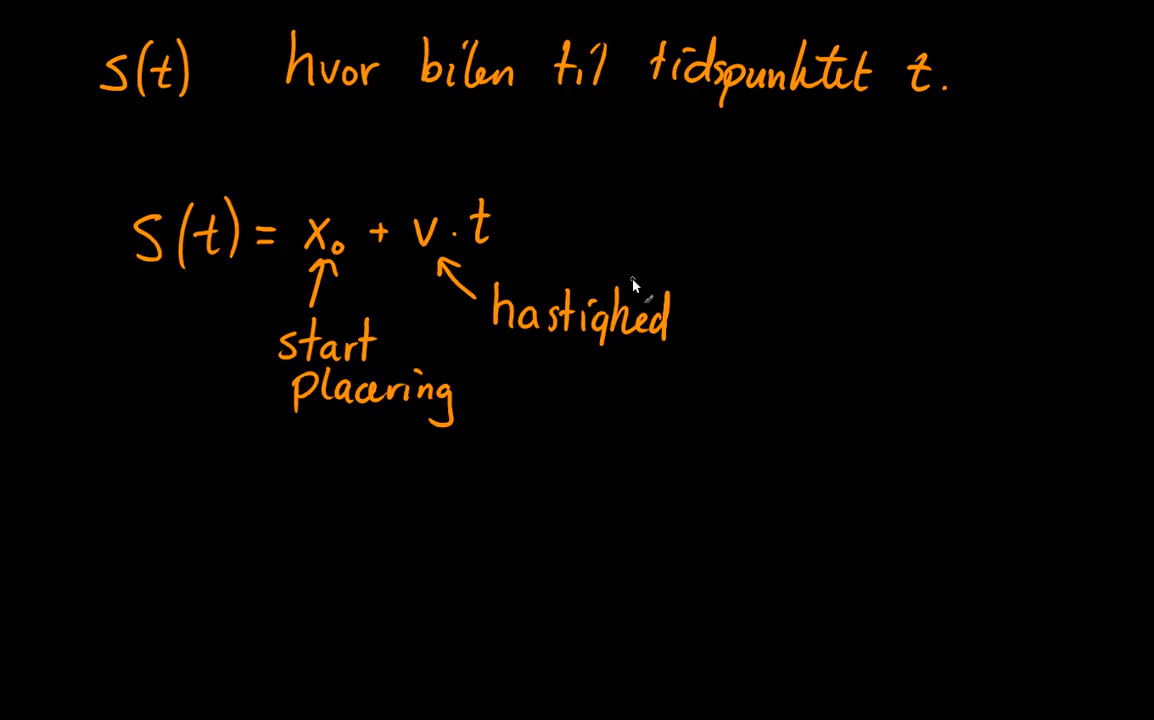 s(t) hvor bilen til tidspunktet t.
S(t) = x₀ + v · t
hastighed
start
placering